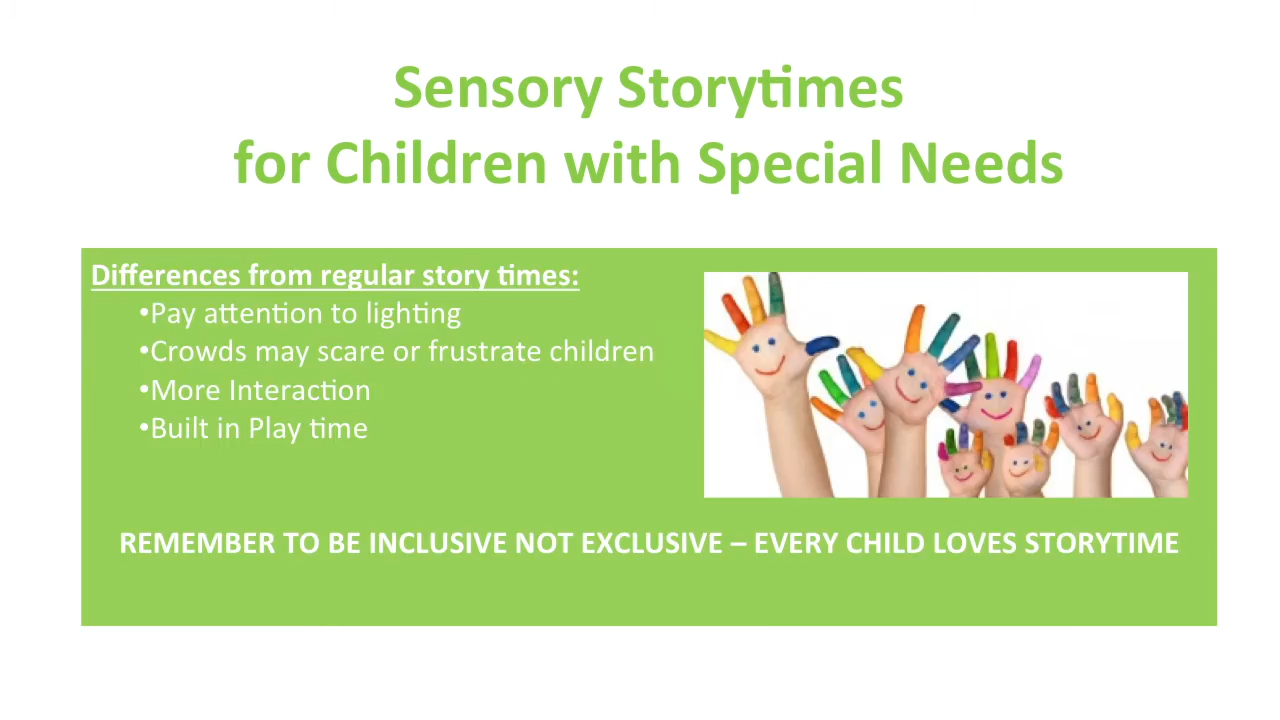 Sensory Storytimes
for Children with Special Needs
Differences from regular story times:
•Pay attention to lighting
•Crowds may scare or frustrate children
•More Interaction
•Built in Play time
REMEMBER TO BE INCLUSIVE NOT EXCLUSIVE – EVERY CHILD LOVES STORYTIME